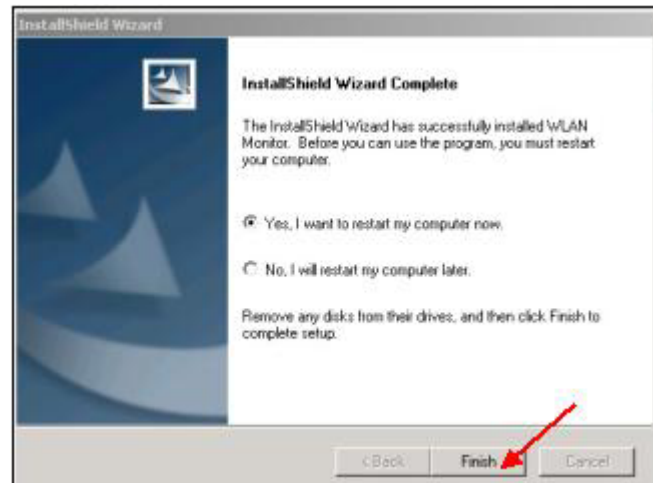 InstallShield Wizard
InstallShield Wizard Complete
The InstallShield Wizard has successfully installed WLAN
Monitor. Before you can use the program, you must restart
your computer.
Yes, I want to restart my computer now.
No, I will restart my computer later.
Remove any disks from their drives, and then click Finish to
complete setup.
< Back
Finish
Cancel